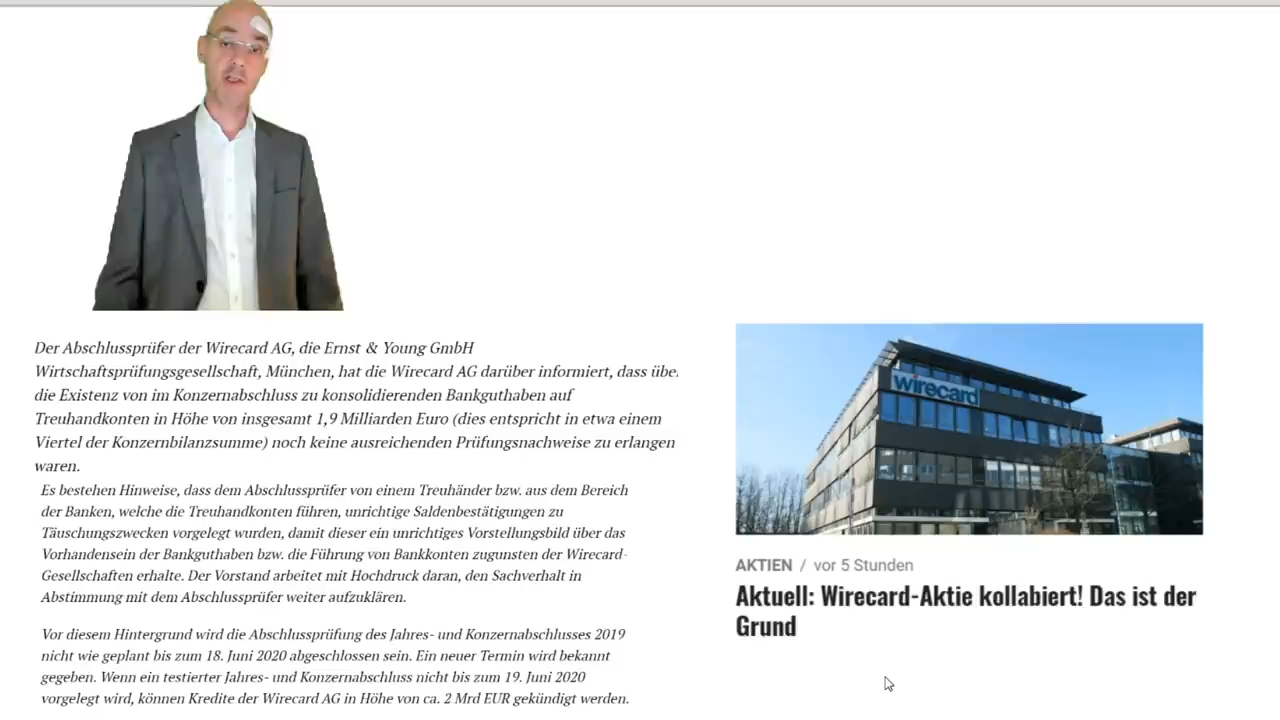 Der Abschlussprüfer der Wirecard AG, die Ernst & Young GmbH
Wirtschaftsprüfungsgesellschaft, München, hat die Wirecard AG darüber informiert, dass übe
die Existenz von im Konzernabschluss zu konsolidierenden Bankguthaben auf
Treuhandkonten in Höhe von insgesamt 1,9 Milliarden Euro (dies entspricht in etwa einem
Viertel der Konzernbilanzsumme) noch keine ausreichenden Prüfungsnachweise zu erlangen
waren.
Es bestehen Hinweise, dass dem Abschlussprüfer von einem Treuhänder bzw. aus dem Bereich
der Banken, welche die Treuhandkonten führen, unrichtige Saldenbestätigungen zu
Täuschungszwecken vorgelegt wurden, damit dieser ein unrichtiges Vorstellungsbild über das
Vorhandensein der Bankguthaben bzw. die Führung von Bankkonten zugunsten der Wirecard-
Gesellschaften erhalte. Der Vorstand arbeitet mit Hochdruck daran, den Sachverhalt in
Abstimmung mit dem Abschlussprüfer weiter aufzuklären.
Vor diesem Hintergrund wird die Abschlussprüfung des Jahres- und Konzernabschlusses 2019
nicht wie geplant bis zum 18. Juni 2020 abgeschlossen sein. Ein neuer Termin wird bekannt
gegeben. Wenn ein testierter Jahres- und Konzernabschluss nicht bis zum 19. Juni 2020
vorgelegt wird, können Kredite der Wirecard AG in Höhe von ca. 2 Mrd EUR gekündigt werden.
wirecard
AKTIEN / vor 5 Stunden
Aktuell: Wirecard-Aktie kollabiert! Das ist der
Grund